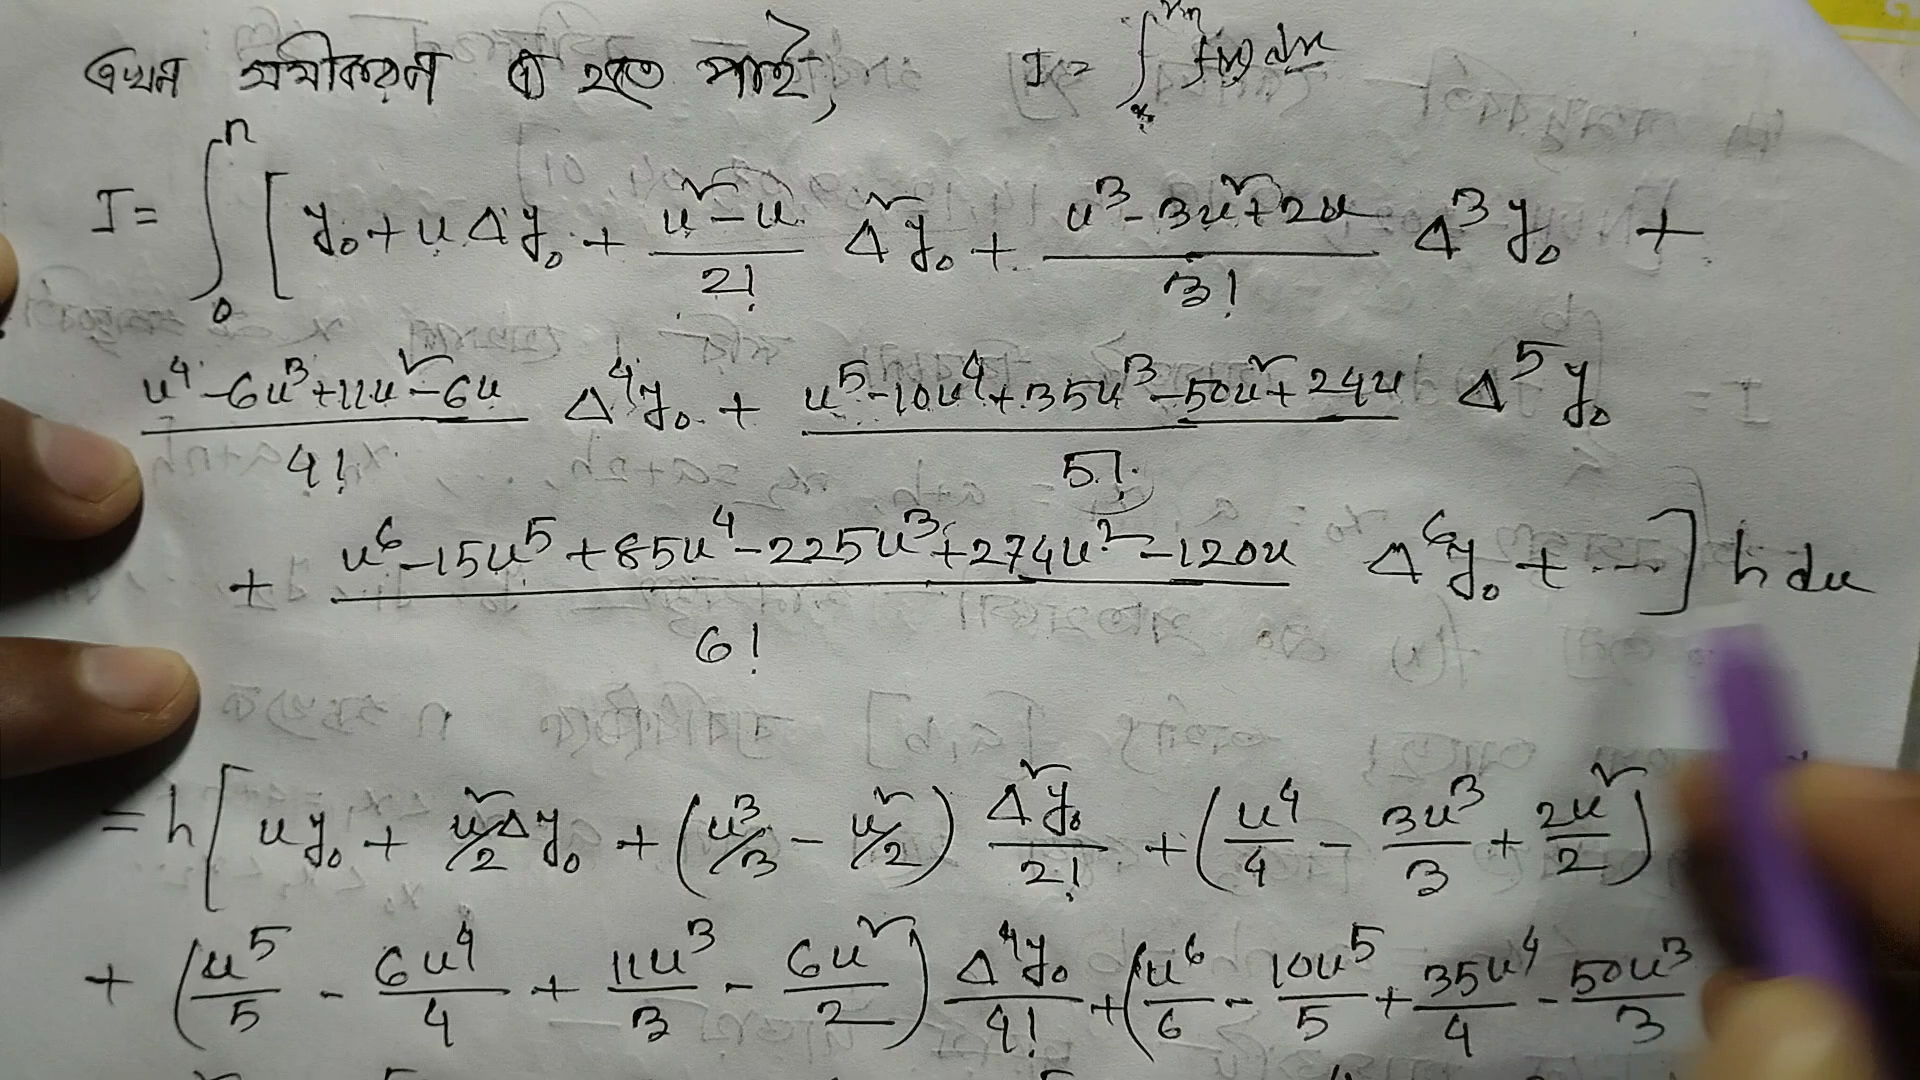 এখন সমীকরণ ① হতে পাই, I = ∫_{x₀}^{xₙ} f(x) dx
I = ∫₀ⁿ [ y₀ + uΔy₀ + (u² - u)/2! Δ²y₀ + (u³ - 3u² + 2u)/3! Δ³y₀ +
(u⁴ - 6u³ + 11u² - 6u)/4! Δ⁴y₀ + (u⁵ - 10u⁴ + 35u³ - 50u² + 24u)/5! Δ⁵y₀
+ (u⁶ - 15u⁵ + 85u⁴ - 225u³ + 274u² - 120u)/6! Δ⁶y₀ + ... ] h du
= h [ uy₀ + u²/2 Δy₀ + (u³/3 - u²/2) Δ²y₀/2! + (u⁴/4 - 3u³/3 + 2u²/2)
+ (u⁵/5 - 6u⁴/4 + 11u³/3 - 6u²/2) Δ⁴y₀/4! + (u⁶/6 - 10u⁵/5 + 35u⁴/4 - 50u³/3